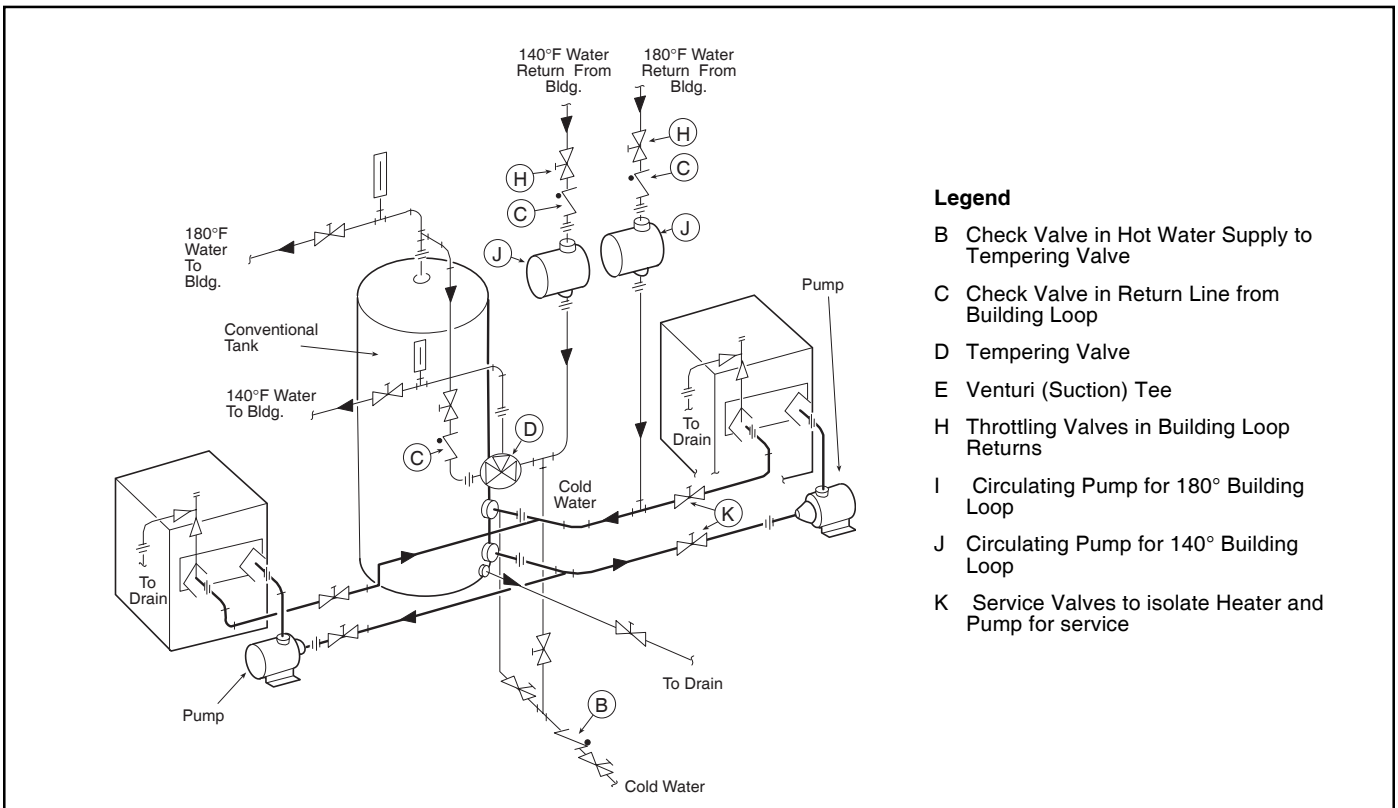 140°F Water
Return From
Bldg.
180°F Water
Return From
Bldg.
H
H
C
C
J
J
180°F
Water
To
Bldg.
Conventional
Tank
140°F Water
To Bldg.
C
D
Cold
Water
K
To
Drain
Pump
To
Drain
Pump
To Drain
B
Cold Water
Legend
B Check Valve in Hot Water Supply to
Tempering Valve
C Check Valve in Return Line from
Building Loop
D Tempering Valve
E Venturi (Suction) Tee
H Throttling Valves in Building Loop
Returns
I Circulating Pump for 180° Building
Loop
J Circulating Pump for 140° Building
Loop
K Service Valves to isolate Heater and
Pump for service